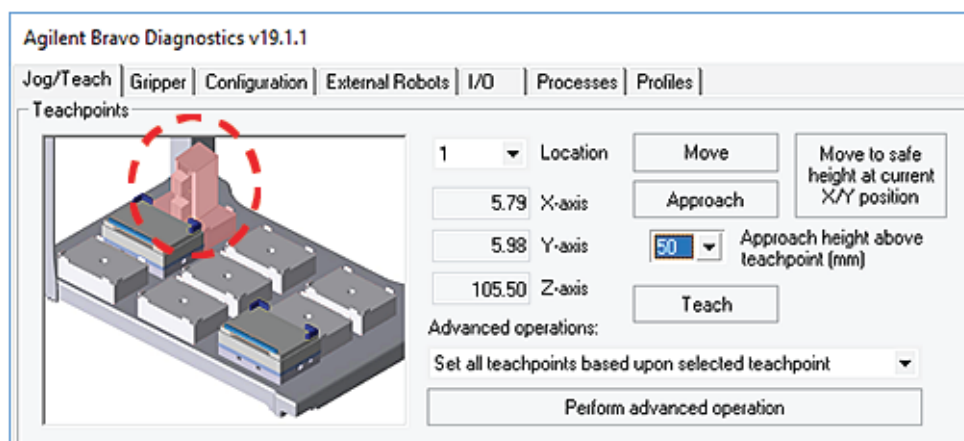 Agilent Bravo Diagnostics v19.1.1
Jog/Teach Gripper Configuration External Robots I/O Processes Profiles
Teachpoints
1 Location Move
Move to safe
height at current
X/Y position
5.79 X-axis Approach
5.98 Y-axis 50 Approach height above
teachpoint (mm)
105.50 Z-axis Teach
Advanced operations:
Set all teachpoints based upon selected teachpoint
Perform advanced operation